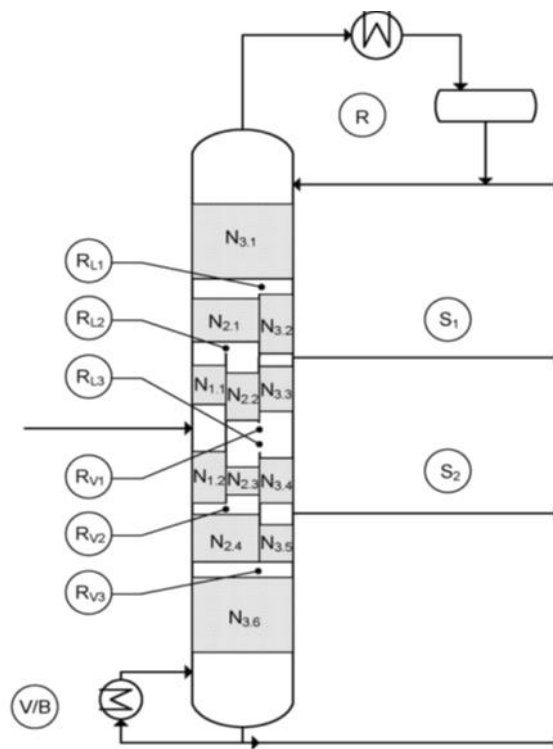 R
N3.1
RL1
RL2
N2.1
N3.2
S1
RL3
N1.1
N2.2
N3.3
RV1
N1.2
N2.3
N3.4
S2
RV2
N2.4
N3.5
RV3
N3.6
V/B